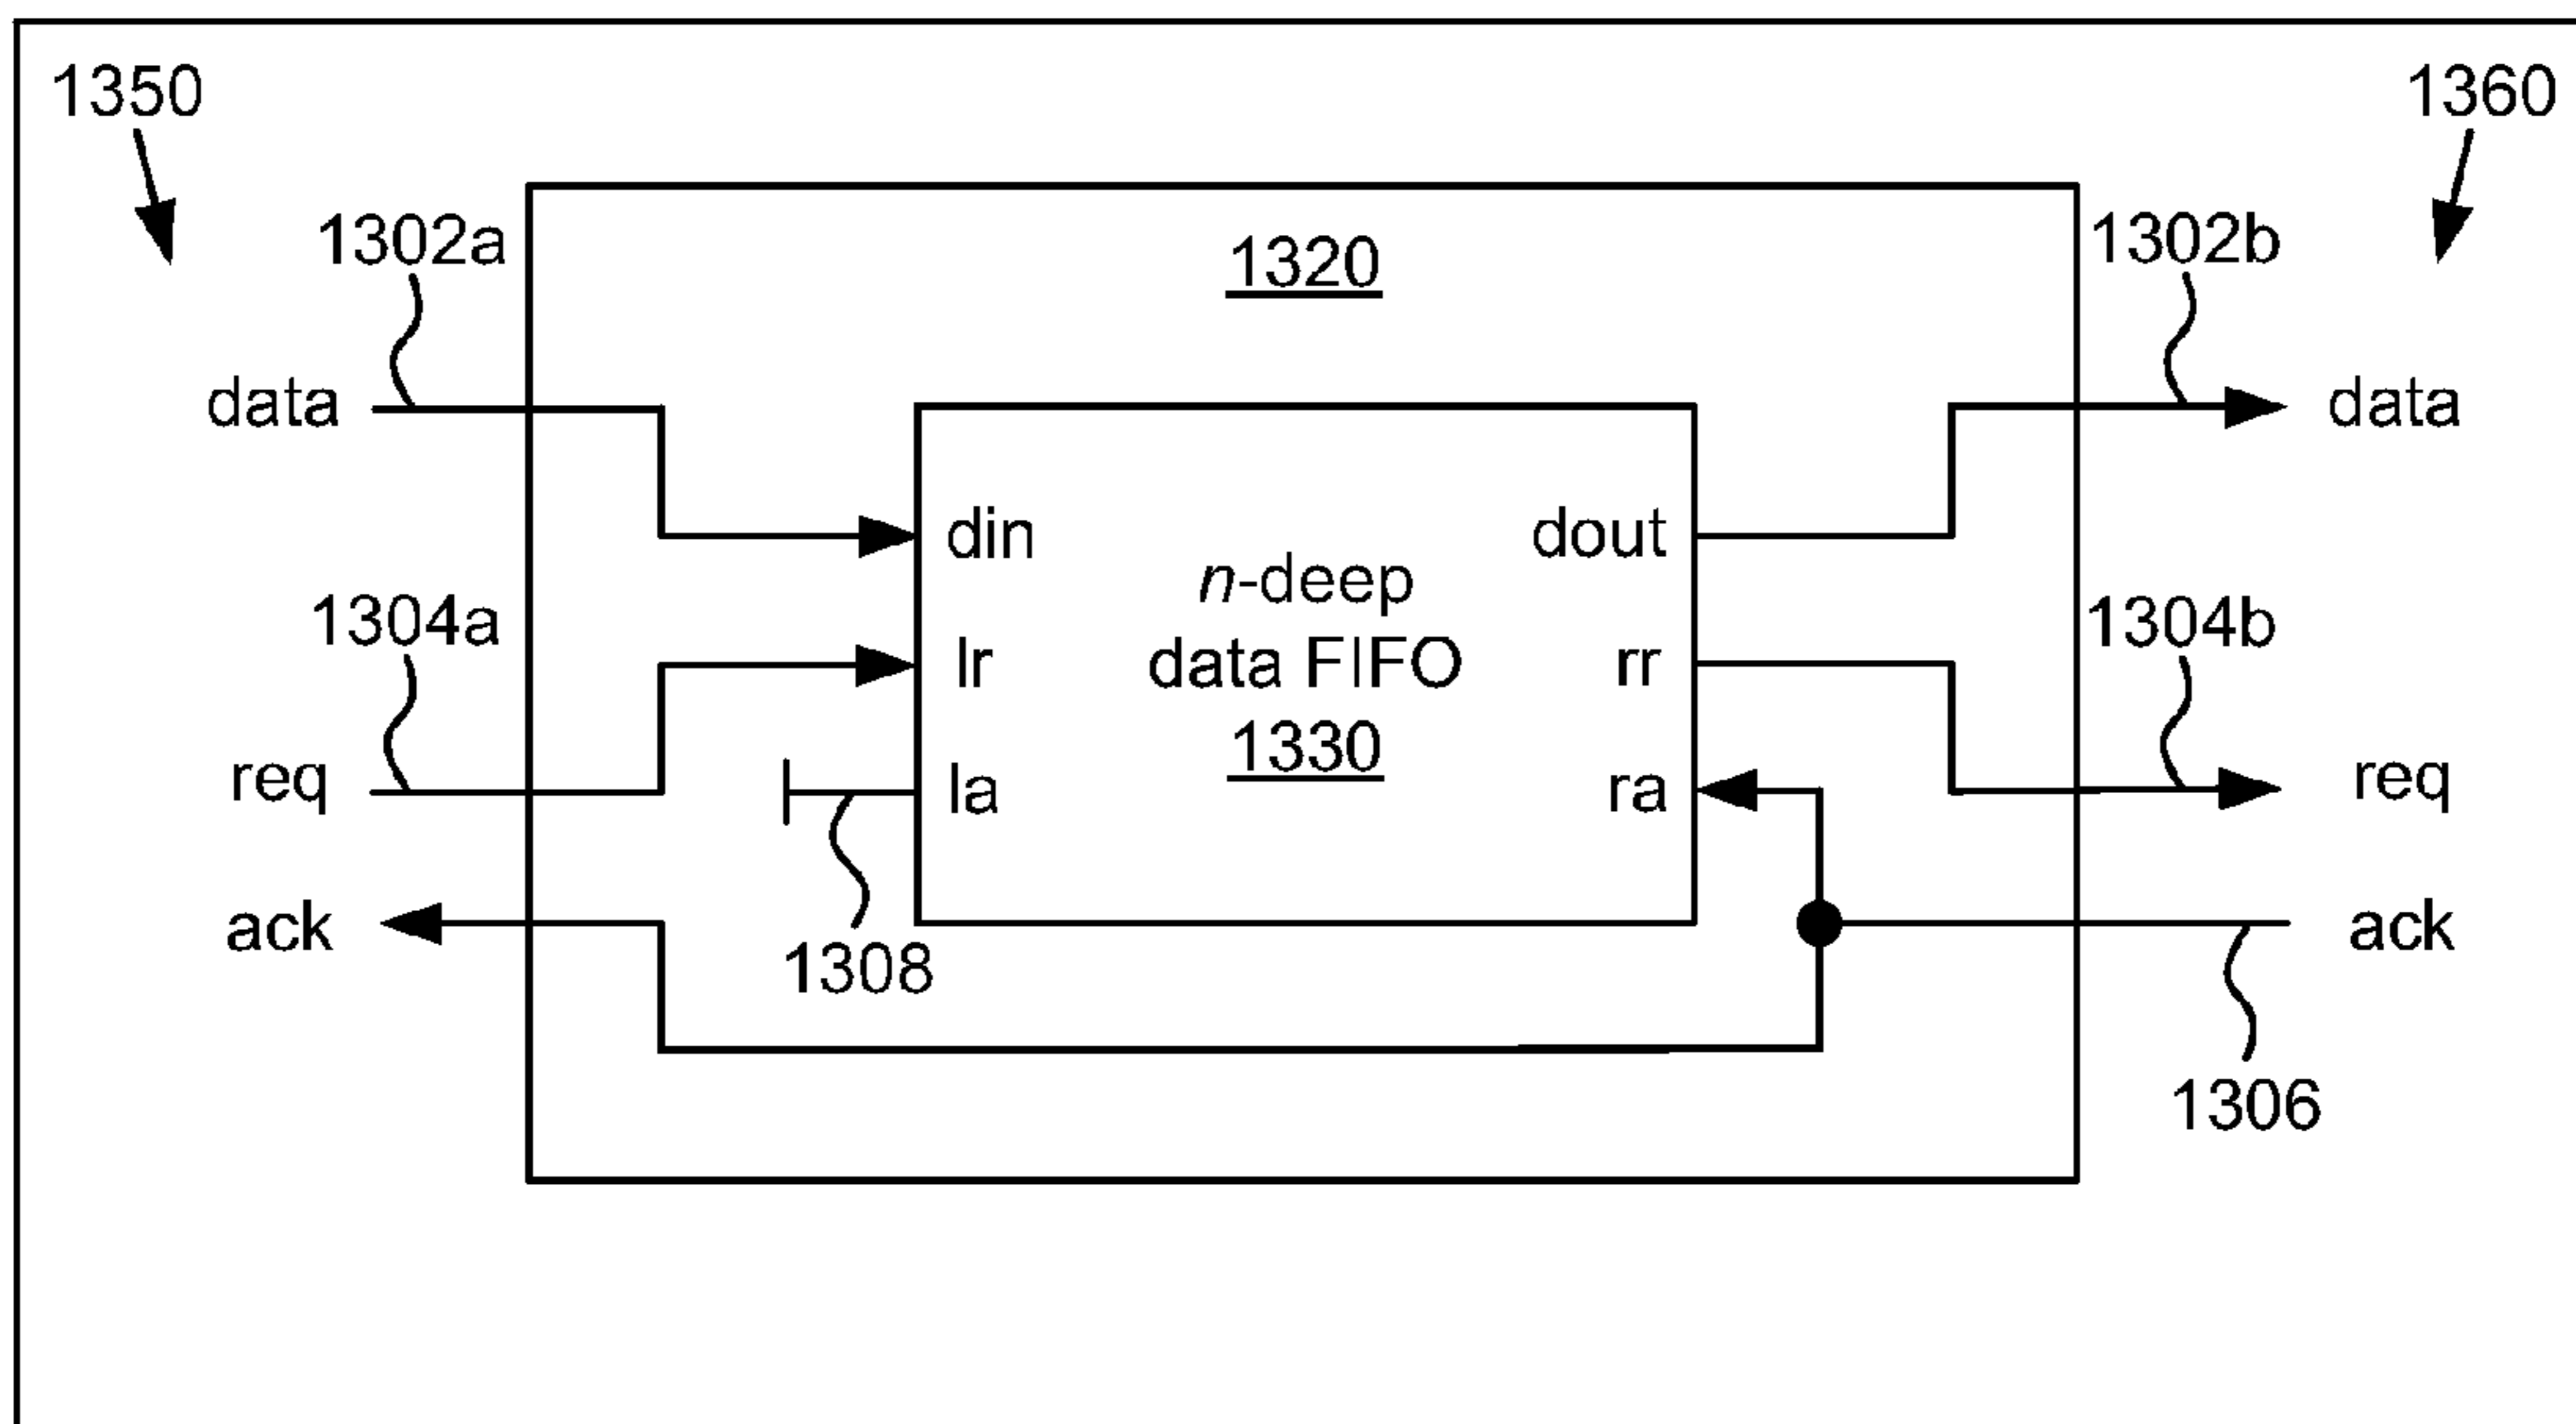 1350
1360
1302a
1320
1302b
data
data
din
dout
n-deep
1304a
1304b
lr
data FIFO
rr
req
la
1330
ra
req
ack
1308
ack
1306